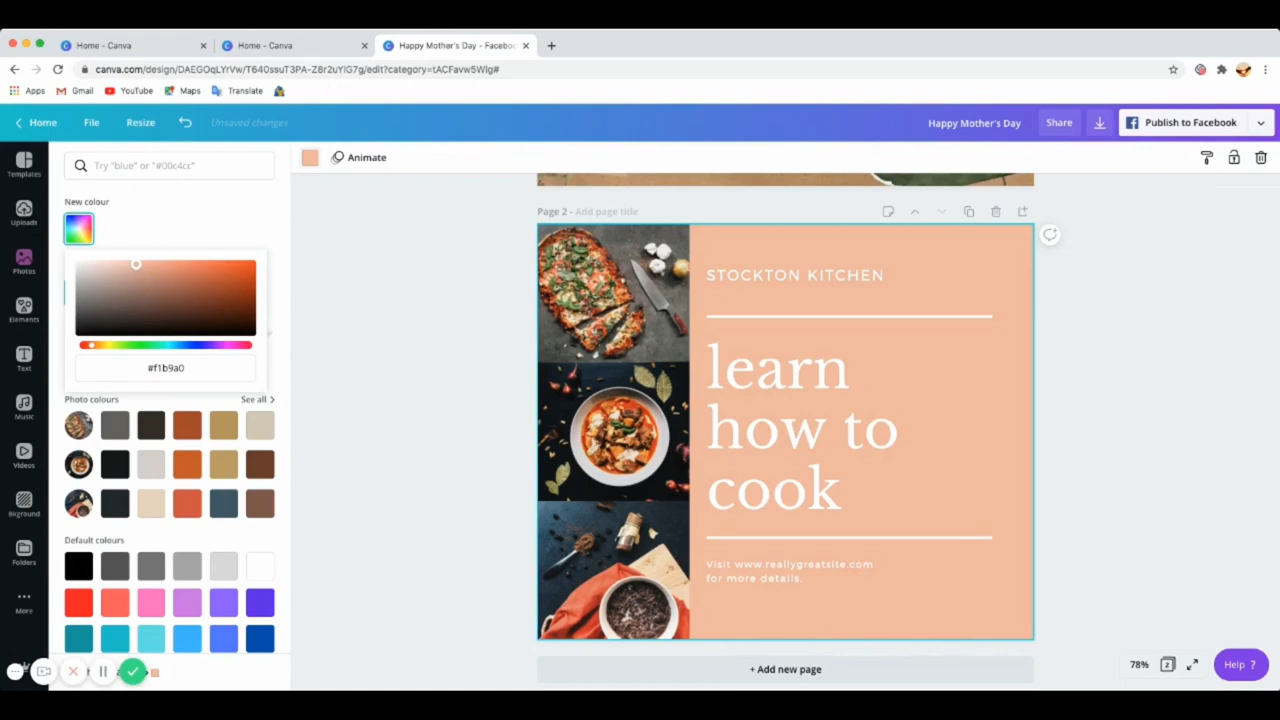 Home - Canva
Home - Canva
Happy Mother's Day - Faceboo
canva.com/design/DAEGOqLYrVw/T640ssuT3PA-Z8r2uYlG7g/edit?category=tACFavw5WIg#
Apps Gmail YouTube Maps Translate
Home File Resize Unsaved changes Happy Mother's Day Share Publish to Facebook
Try "blue" or "#00c4cc"
Animate
Templates
Uploads
Photos
Elements
Text
Music
Videos
Bkground
Folders
More
New colour
#f1b9a0
Photo colours See all
Default colours
Page 2 - Add page title
STOCKTON KITCHEN
learn
how to
cook
Visit www.reallygreatsite.com
for more details.
+ Add new page
78% 2 Help ?